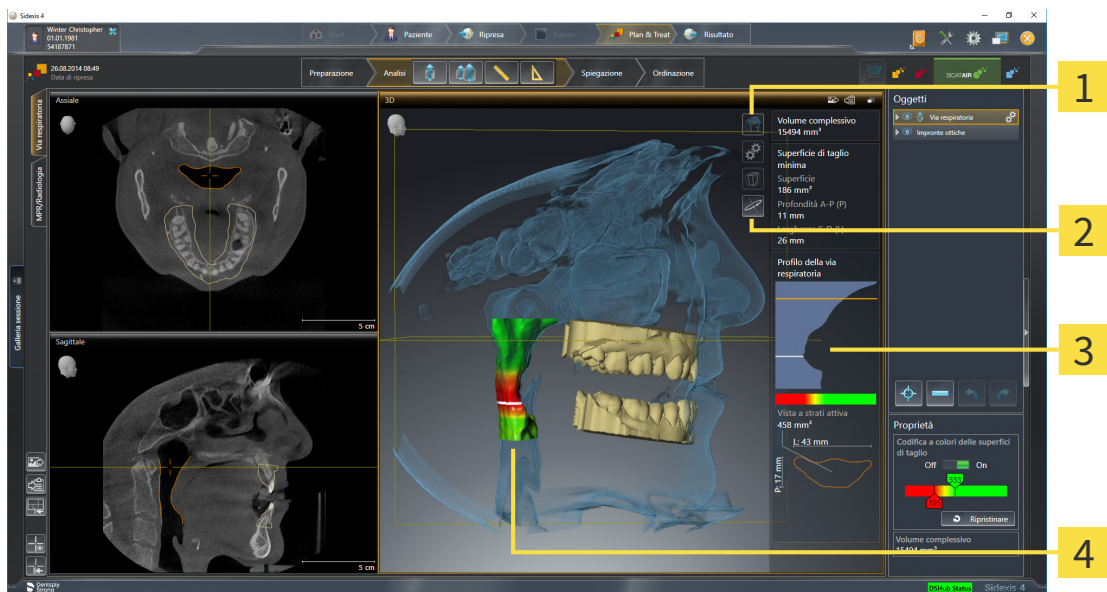 Sidexis 4
Winter Christopher
01.01.1981
54187871
Start
Paziente
Ripresa
Esame
Plan & Treat
Risultato
26.08.2014 08:49
Data di ripresa
Preparazione
Analisi
Spiegazione
Ordinazione
SICATAIR
Via respiratoria
MPR/Radiologia
Galleria sessione
Assiale
5 cm
Sagittale
5 cm
3D
Volume complessivo
15494 mm³
Superficie di taglio
minima
Superficie
186 mm²
Profondità A-P (P)
11 mm
26 mm
Profilo della via
respiratoria
Vista a strati attiva
458 mm²
L: 43 mm
P: 17 mm
Oggetti
Via respiratoria
Impronte ottiche
Proprietà
Codifica a colori delle superfici
di taglio
Off
On
333
Ripristinare
Volume complessivo
15494 mm³
1
2
3
4
Dentsply
Sirona
DSHub Status
Sidexis 4